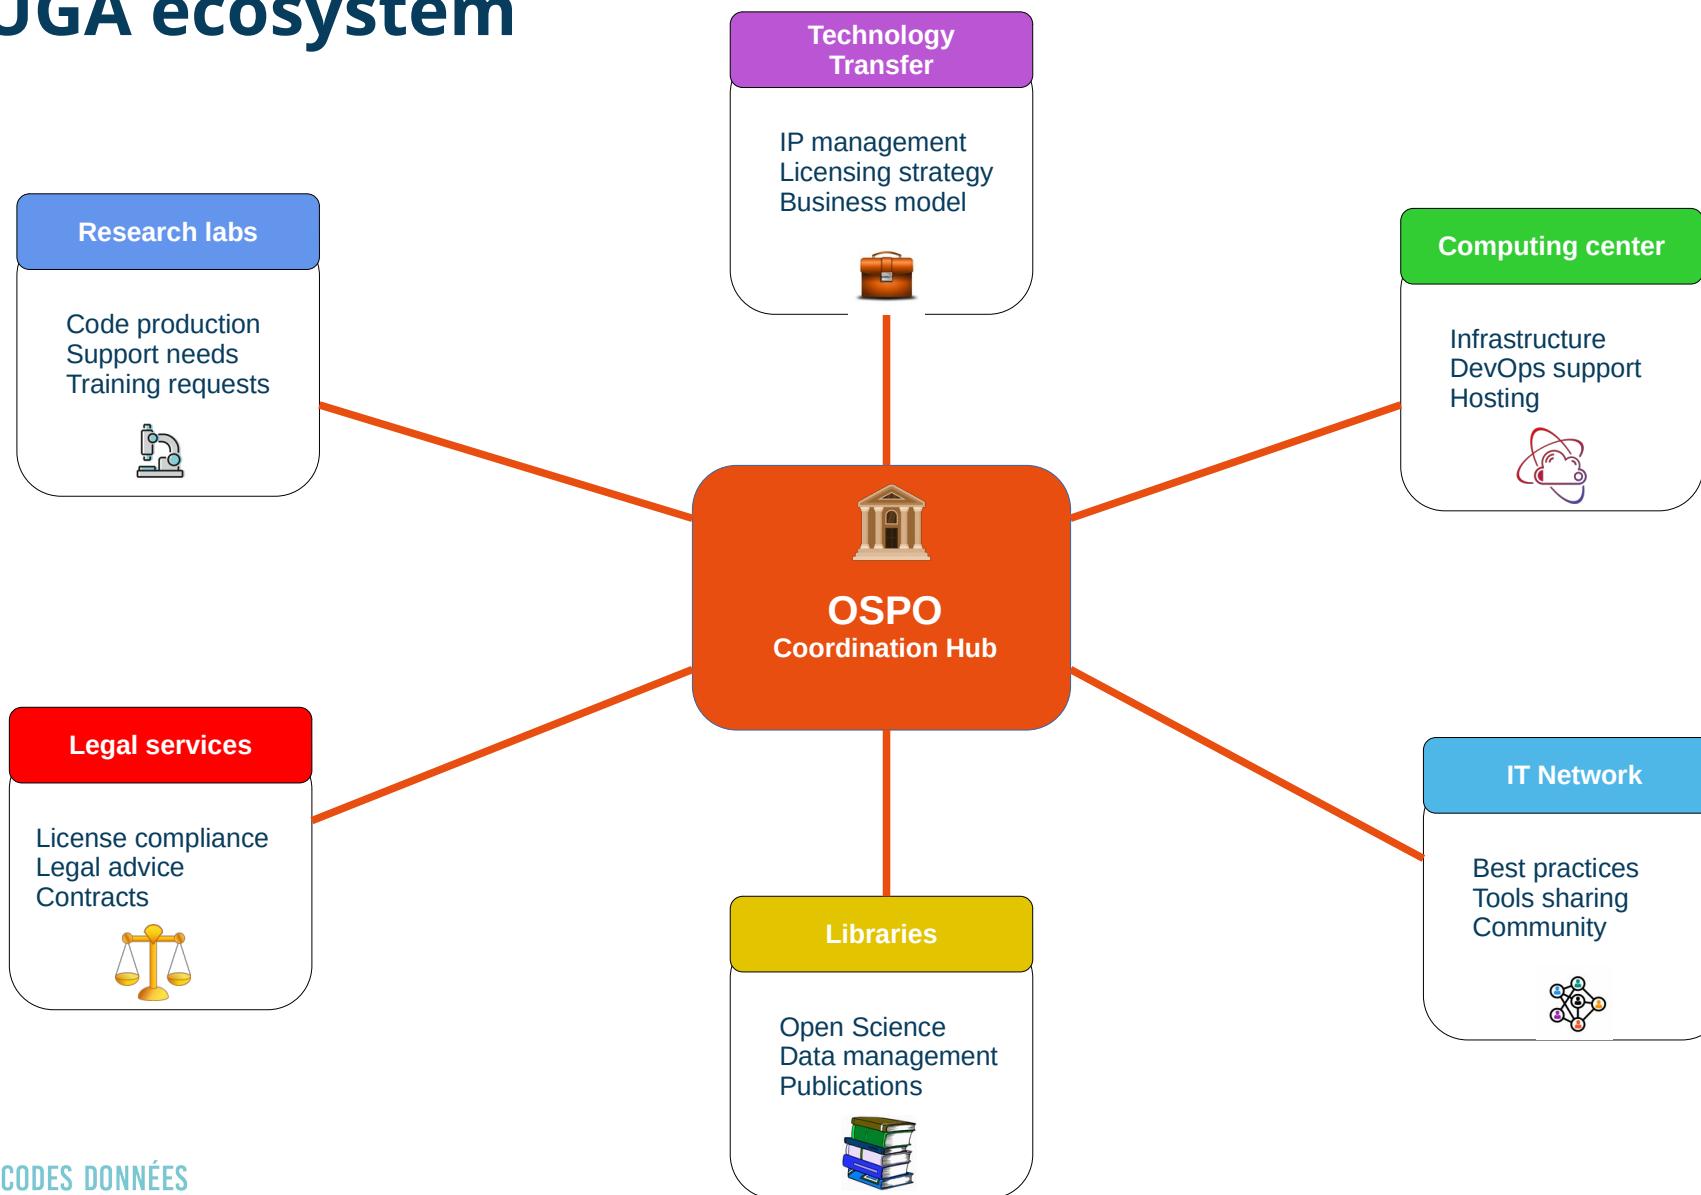 UGA ecosystem
Technology
Transfer
IP management
Licensing strategy
Business model
Research labs
Code production
Support needs
Training requests
Computing center
Infrastructure
DevOps support
Hosting
OSPO
Coordination Hub
Legal services
License compliance
Legal advice
Contracts
IT Network
Best practices
Tools sharing
Community
Libraries
Open Science
Data management
Publications
CODES DONNÉES